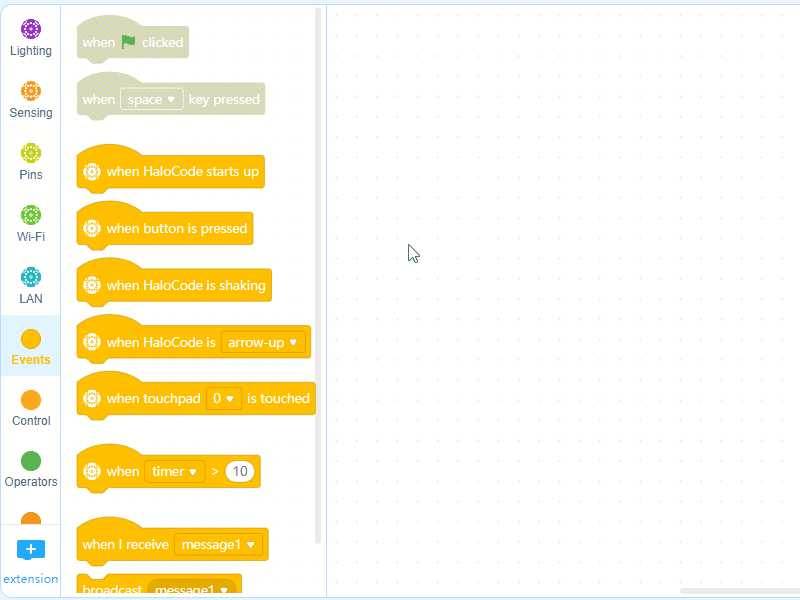 Lighting
Sensing
Pins
Wi-Fi
LAN
Events
Control
Operators
extension
when clicked
when space key pressed
when HaloCode starts up
when button is pressed
when HaloCode is shaking
when HaloCode is arrow-up
when touchpad 0 is touched
when timer > 10
when I receive message1
broadcast message1